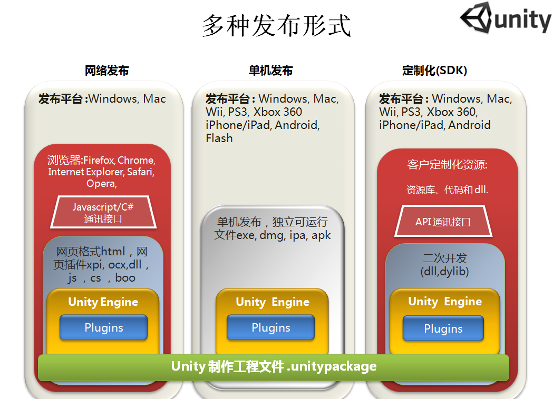 多种发布形式
unity
网络发布
发布平台:Windows, Mac
浏览器:Firefox, Chrome,
Internet Explorer, Safari,
Opera,
Javascript/C#
通讯接口
网页格式html，网
页插件xpi, ocx,dll，
js ，cs ，boo
Unity Engine
Plugins
单机发布
发布平台: Windows, Mac,
Wii, PS3, Xbox 360
iPhone/iPad, Android,
Flash
单机发布，独立可运行
文件exe, dmg, ipa, apk
Unity Engine
Plugins
定制化(SDK)
发布平台: Windows, Mac,
Wii, PS3, Xbox 360,
iPhone/iPad, Android
客户定制化资源:
资源库、代码和 dll.
API 通讯接口
二次开发
(dll,dylib)
Unity Engine
Plugins
Unity 制作工程文件 .unitypackage